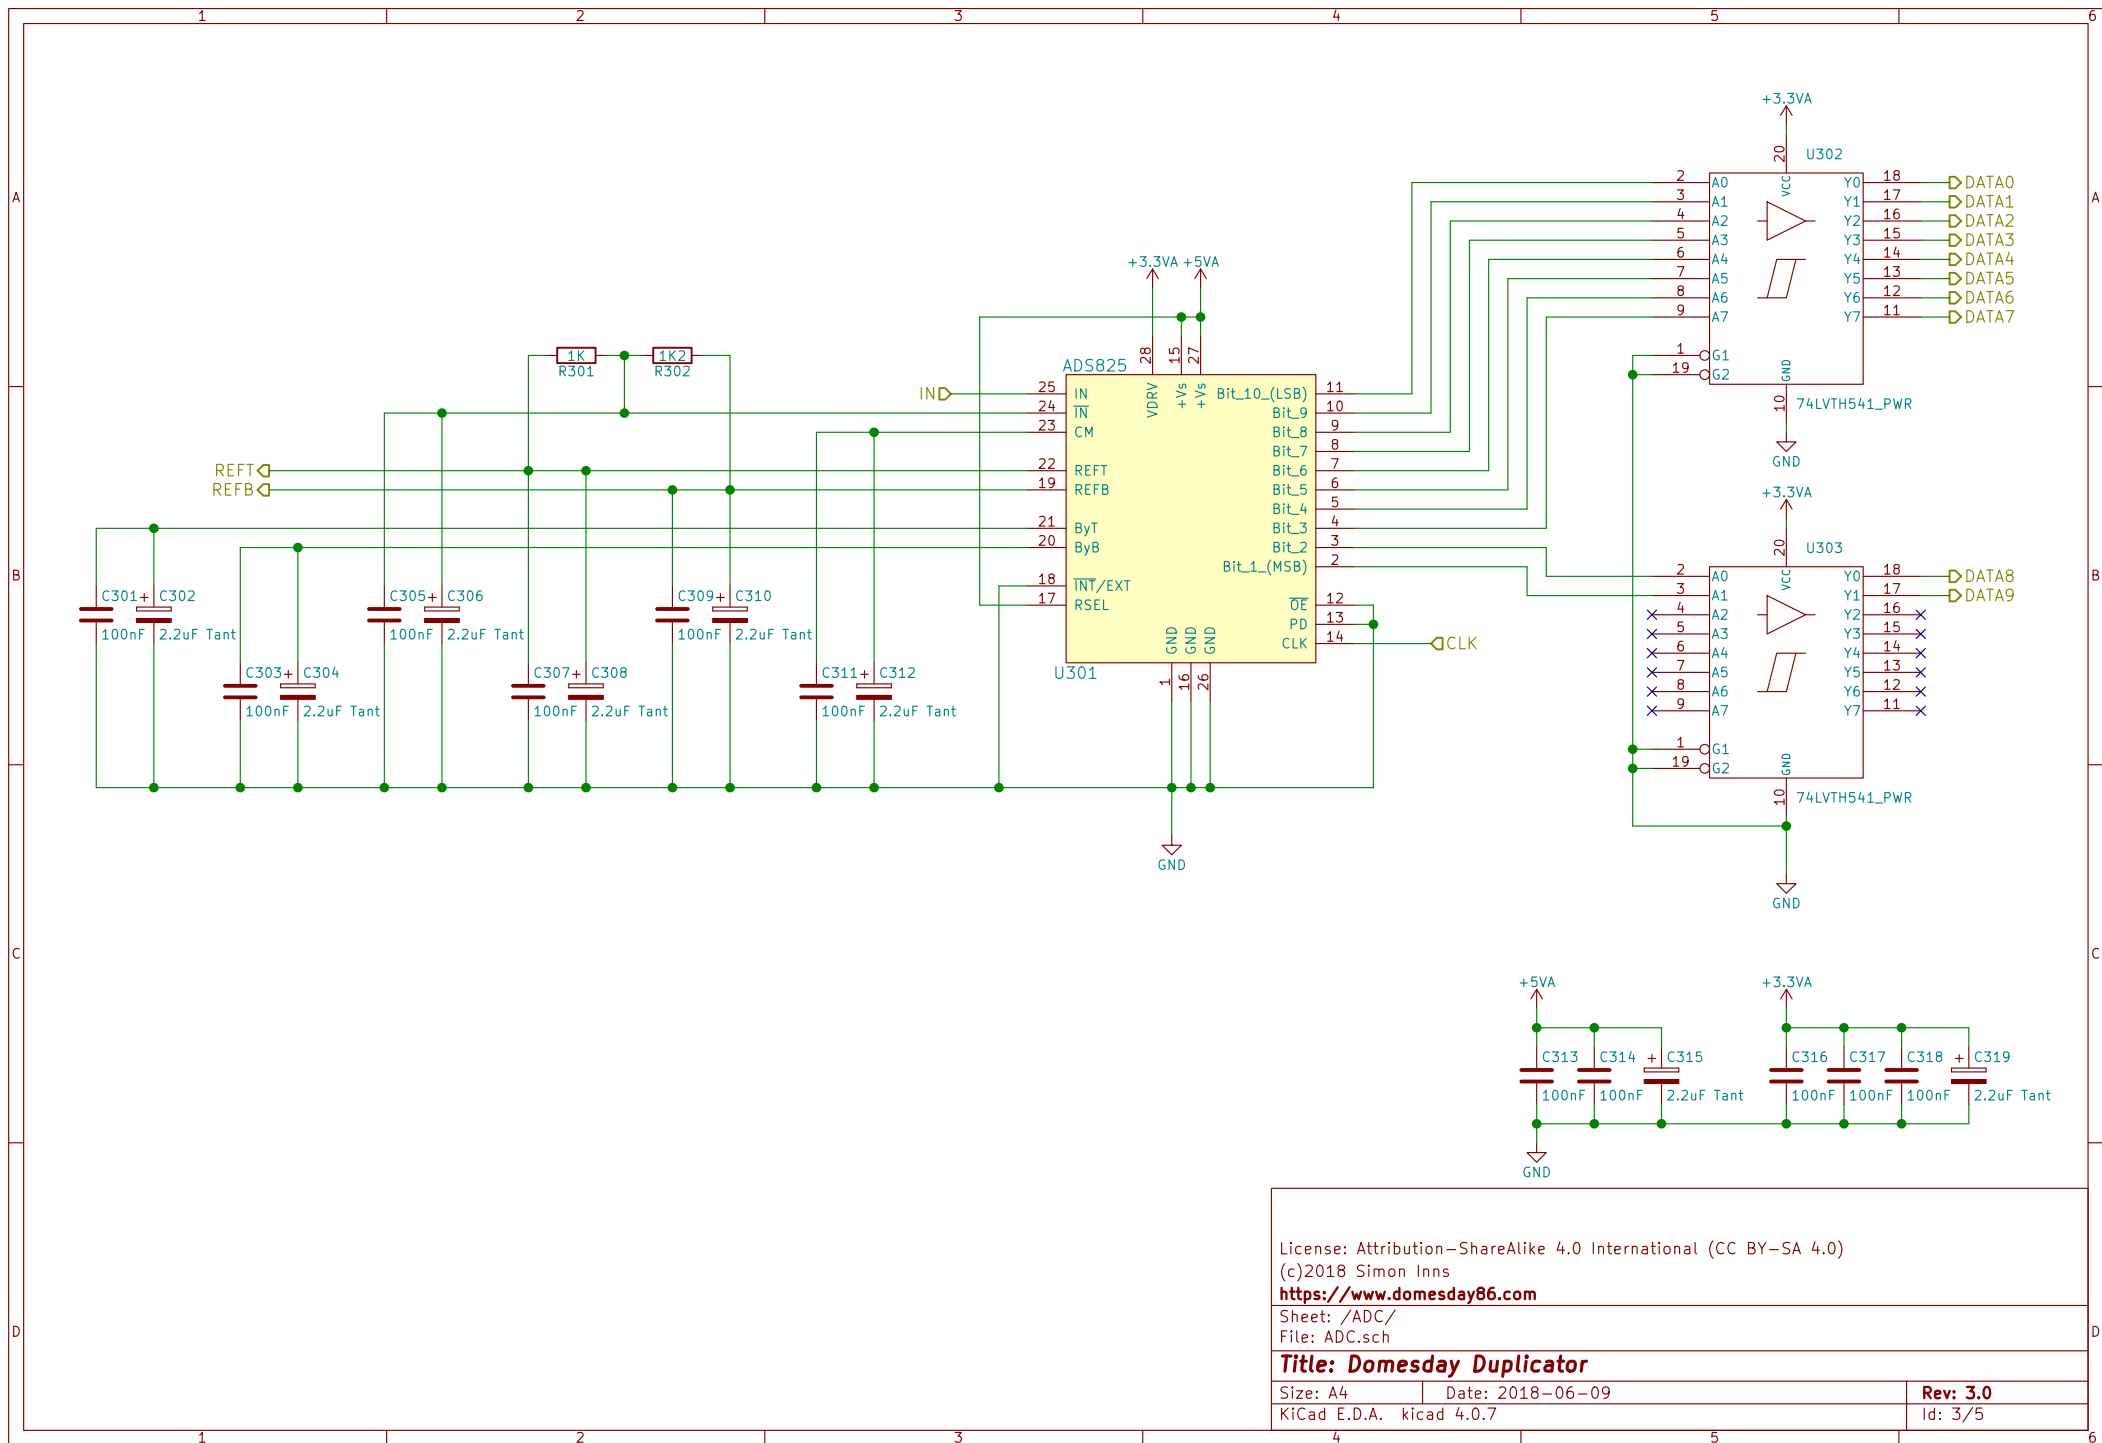 1 2 3 4 5 6
A A
B B
C C
D D
1 2 3 4 5 6
+3.3VA
20
U302
VCC
2 A0 Y0 18 DATA0
3 A1 Y1 17 DATA1
4 A2 Y2 16 DATA2
5 A3 Y3 15 DATA3
6 A4 Y4 14 DATA4
7 A5 Y5 13 DATA5
8 A6 Y6 12 DATA6
9 A7 Y7 11 DATA7
1 G1
19 G2
GND
10
74LVTH541_PWR
GND
+3.3VA +5VA
28 15 27
ADS825
VDRV +Vs +Vs
1K 1K2
R301 R302
IN 25 IN Bit_10_(LSB) 11
24 IN Bit_9 10
23 CM Bit_8 9
Bit_7 8
REFT 22 REFT Bit_6 7
REFB 19 REFB Bit_5 6
Bit_4 5
21 ByT Bit_3 4
20 ByB Bit_2 3
Bit_1_(MSB) 2
18 INT/EXT
17 RSEL OE 12
PD 13
CLK 14 CLK
GND GND GND
U301
1 16 26
GND
C301 + C302
100nF 2.2uF Tant
C303 + C304
100nF 2.2uF Tant
C305 + C306
100nF 2.2uF Tant
C307 + C308
100nF 2.2uF Tant
C309 + C310
100nF 2.2uF Tant
C311 + C312
100nF 2.2uF Tant
+3.3VA
20
U303
VCC
2 A0 Y0 18 DATA8
3 A1 Y1 17 DATA9
4 A2 Y2 16
5 A3 Y3 15
6 A4 Y4 14
7 A5 Y5 13
8 A6 Y6 12
9 A7 Y7 11
1 G1
19 G2
GND
10
74LVTH541_PWR
GND
+5VA +3.3VA
C313 C314 + C315 C316 C317 C318 + C319
100nF 100nF 2.2uF Tant 100nF 100nF 100nF 2.2uF Tant
GND
License: Attribution-ShareAlike 4.0 International (CC BY-SA 4.0)
(c)2018 Simon Inns
https://www.domesday86.com
Sheet: /ADC/
File: ADC.sch
Title: Domesday Duplicator
Size: A4 Date: 2018-06-09 Rev: 3.0
KiCad E.D.A. kicad 4.0.7 Id: 3/5